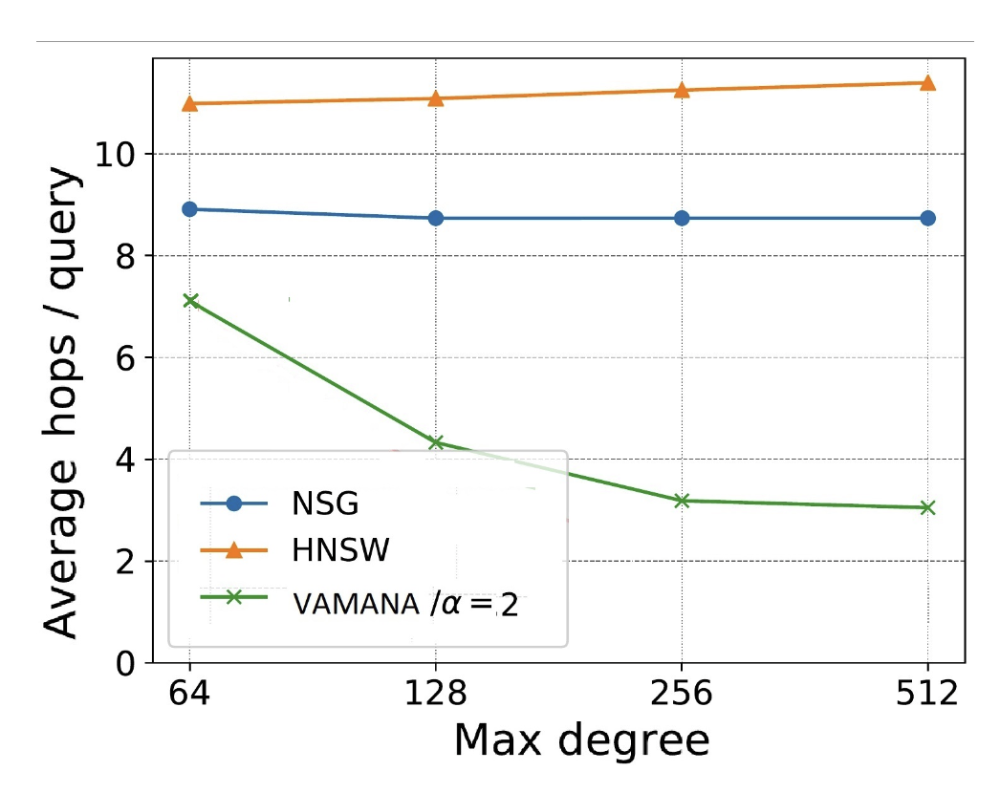 Average hops / query
10
8
6
4
2
0
NSG
HNSW
VAMANA /α = 2
64 128 256 512
Max degree